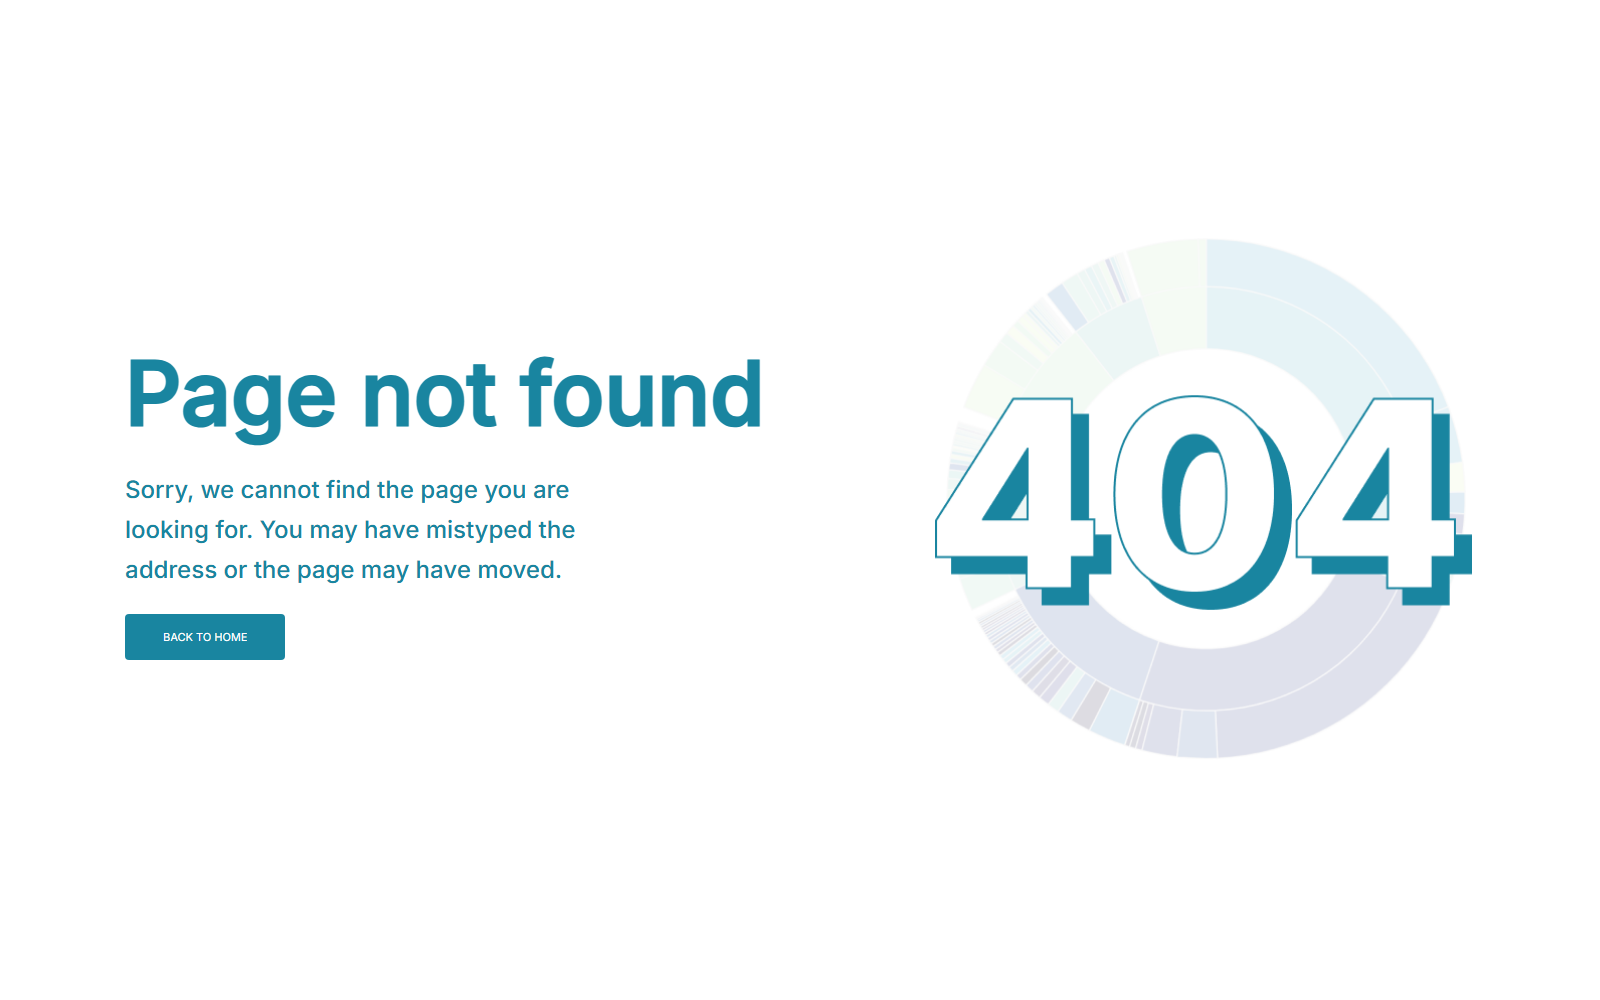 Page not found
Sorry, we cannot find the page you are
looking for. You may have mistyped the
address or the page may have moved.
BACK TO HOME
404